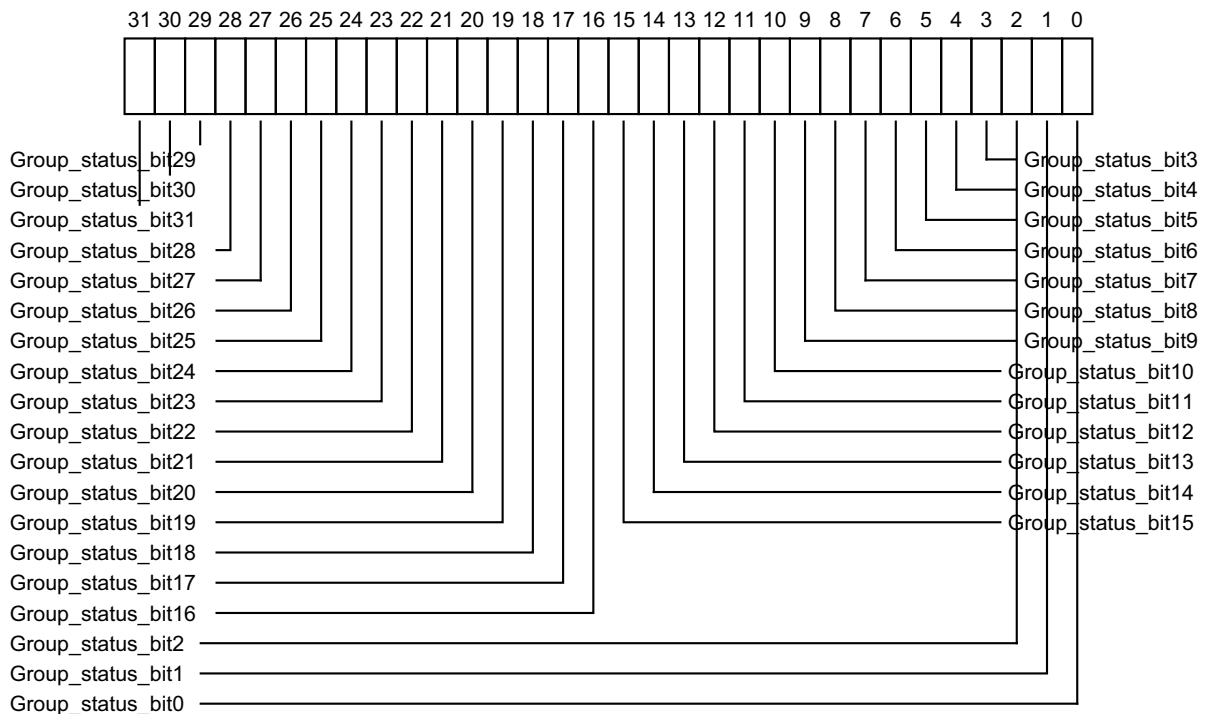 31 30 29 28 27 26 25 24 23 22 21 20 19 18 17 16 15 14 13 12 11 10 9 8 7 6 5 4 3 2 1 0
Group_status_bit29 Group_status_bit3
Group_status_bit30 Group_status_bit4
Group_status_bit31 Group_status_bit5
Group_status_bit28 Group_status_bit6
Group_status_bit27 Group_status_bit7
Group_status_bit26 Group_status_bit8
Group_status_bit25 Group_status_bit9
Group_status_bit24 Group_status_bit10
Group_status_bit23 Group_status_bit11
Group_status_bit22 Group_status_bit12
Group_status_bit21 Group_status_bit13
Group_status_bit20 Group_status_bit14
Group_status_bit19 Group_status_bit15
Group_status_bit18
Group_status_bit17
Group_status_bit16
Group_status_bit2
Group_status_bit1
Group_status_bit0